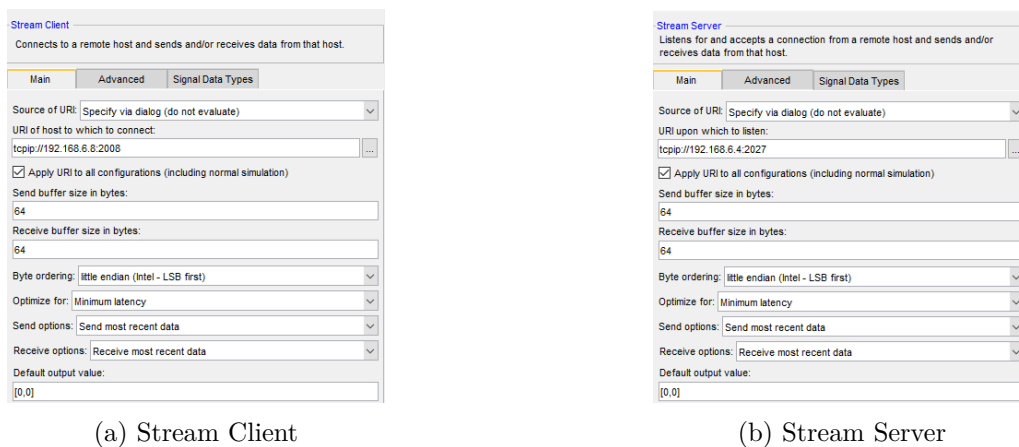 Stream Client
Connects to a remote host and sends and/or receives data from that host.
Main
Advanced
Signal Data Types
Source of URI: Specify via dialog (do not evaluate)
URI of host to which to connect:
tcpip://192.168.6.8:2008
...
Apply URI to all configurations (including normal simulation)
Send buffer size in bytes:
64
Receive buffer size in bytes:
64
Byte ordering: little endian (Intel - LSB first)
Optimize for: Minimum latency
Send options: Send most recent data
Receive options: Receive most recent data
Default output value:
[0,0]
(a) Stream Client
Stream Server
Listens for and accepts a connection from a remote host and sends and/or
receives data from that host.
Main
Advanced
Signal Data Types
Source of URI: Specify via dialog (do not evaluate)
URI upon which to listen:
tcpip://192.168.6.4:2027
...
Apply URI to all configurations (including normal simulation)
Send buffer size in bytes:
64
Receive buffer size in bytes:
64
Byte ordering: little endian (Intel - LSB first)
Optimize for: Minimum latency
Send options: Send most recent data
Receive options: Receive most recent data
Default output value:
[0,0]
(b) Stream Server